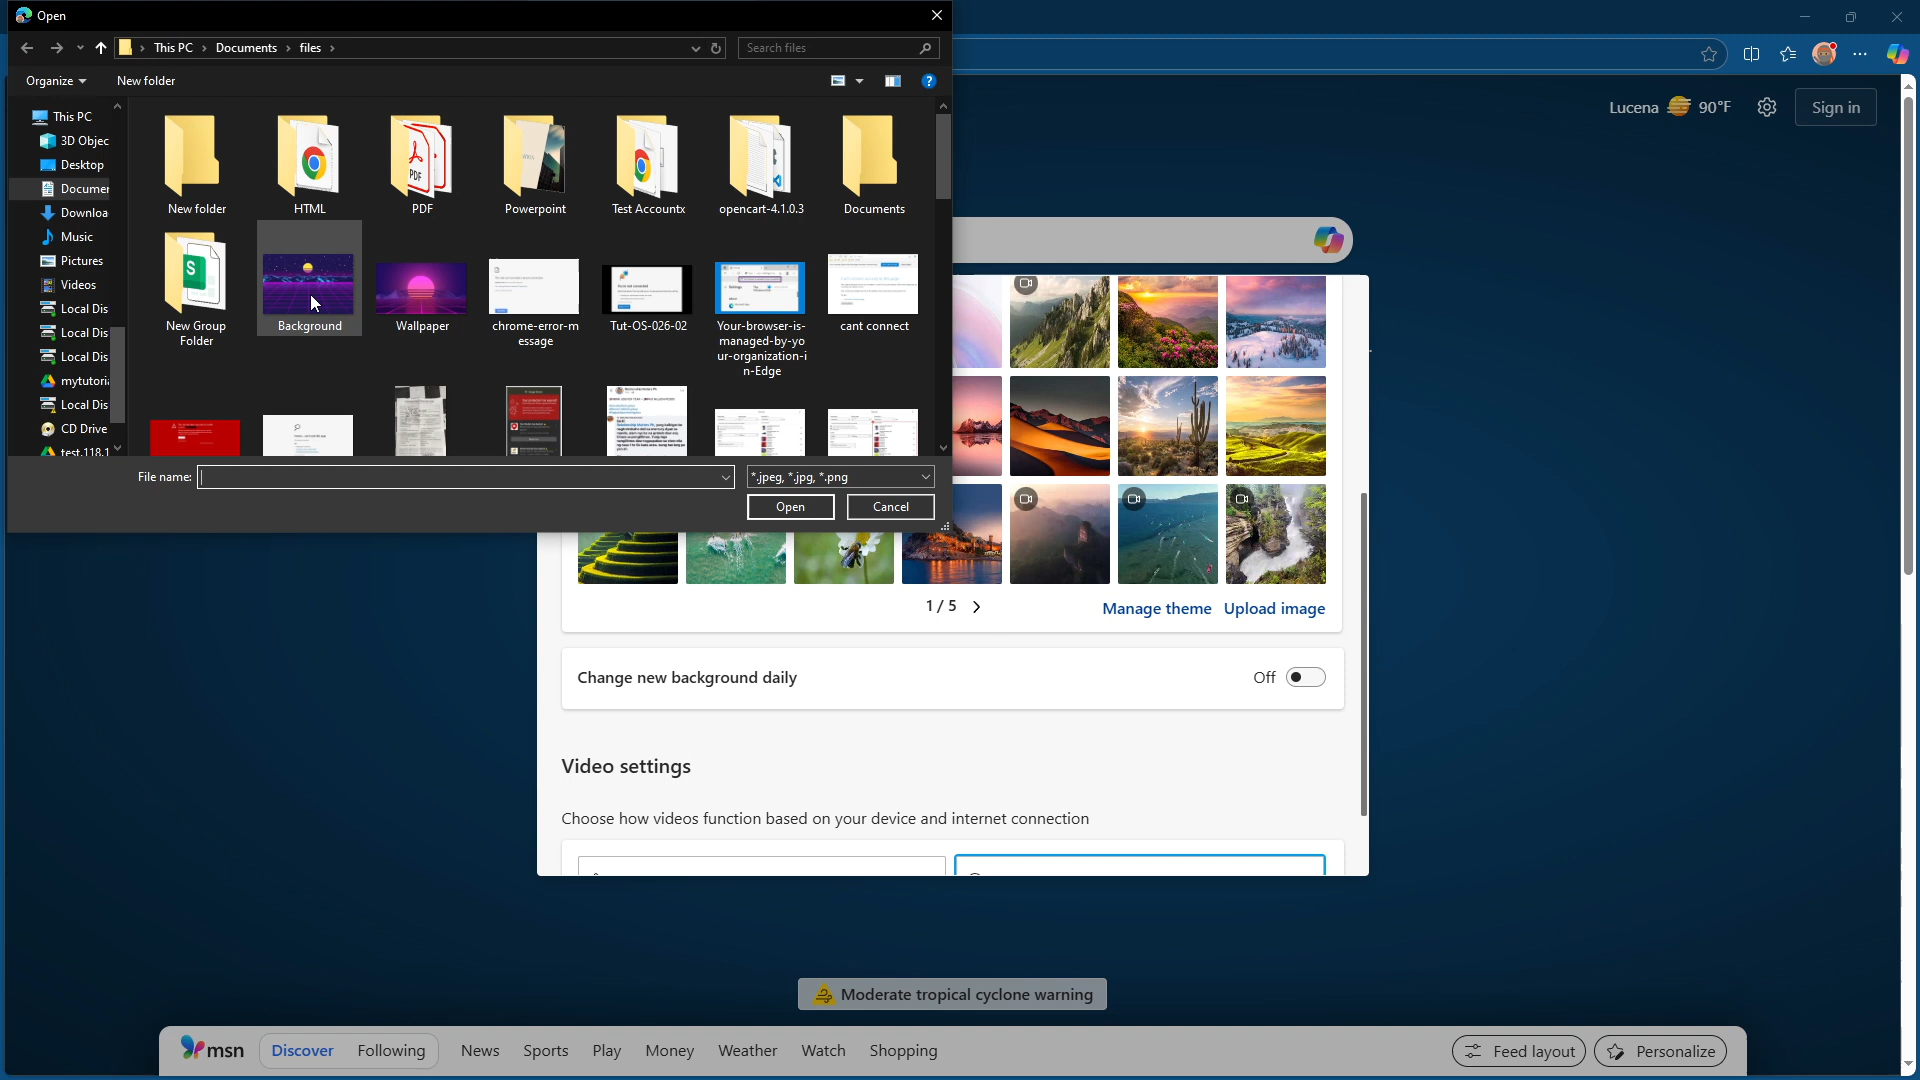 Open
This PC > Documents > files >
Search files
Organize
New folder
This PC
3D Objec
Desktop
Documer
Downloa
Music
Pictures
Videos
Local Dis
Local Dis
Local Dis
mytutori
Local Dis
CD Drive
test.118.1
New folder
HTML
PDF
Powerpoint
Test Accountx
opencart-4.1.0.3
Documents
New Group
Folder
Background
Wallpaper
chrome-error-m
essage
Tut-OS-026-02
Your-browser-is-
managed-by-yo
ur-organization-i
n-Edge
cant connect
File name:
*.jpeg, *.jpg, *.png
Open
Cancel
Lucena
90°F
Sign in
1 / 5
Manage theme
Upload image
Change new background daily
Off
Video settings
Choose how videos function based on your device and internet connection
Moderate tropical cyclone warning
msn
Discover
Following
News
Sports
Play
Money
Weather
Watch
Shopping
Feed layout
Personalize